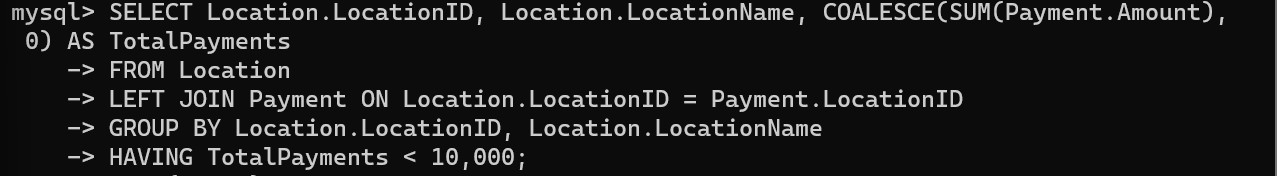 mysql> SELECT Location.LocationID, Location.LocationName, COALESCE(SUM(Payment.Amount),
0) AS TotalPayments
-> FROM Location
-> LEFT JOIN Payment ON Location.LocationID = Payment.LocationID
-> GROUP BY Location.LocationID, Location.LocationName
-> HAVING TotalPayments < 10,000;